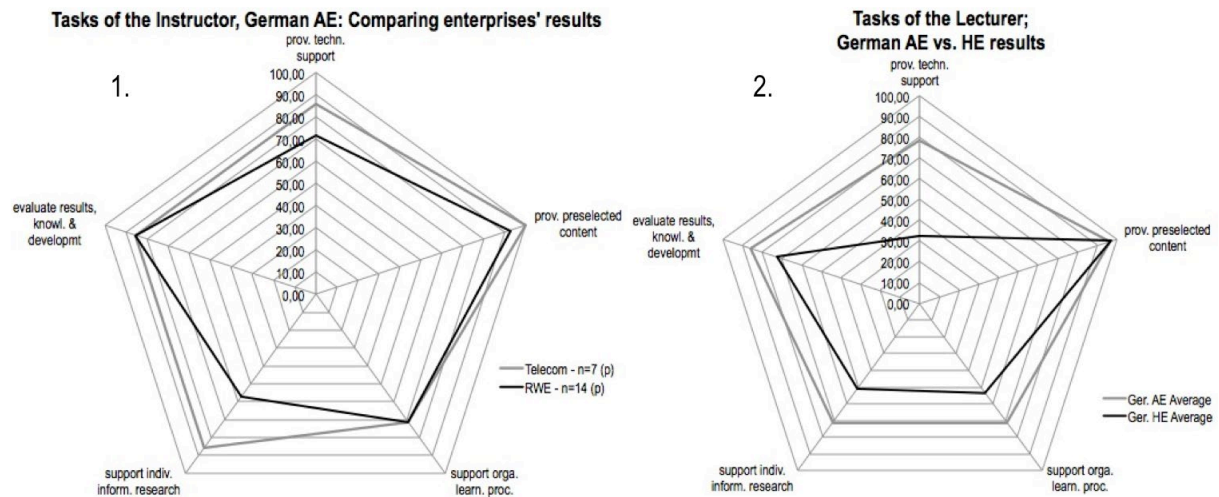 Tasks of the Instructor, German AE: Comparing enterprises' results
1.
prov. techn.
support
100,00
90,00
80,00
70,00
60,00
50,00
40,00
30,00
20,00
10,00
0,00
evaluate results,
knowl. &
developmt
prov. preselected
content
Telecom - n=7 (p)
RWE - n=14 (p)
support indiv.
inform. research
support orga.
learn. proc.
Tasks of the Lecturer;
German AE vs. HE results
2.
prov. techn.
support
100,00
90,00
80,00
70,00
60,00
50,00
40,00
30,00
20,00
10,00
0,00
evaluate results,
knowl. &
developmt
prov. preselected
content
Ger. AE Average
Ger. HE Average
support indiv.
inform. research
support orga.
learn. proc.